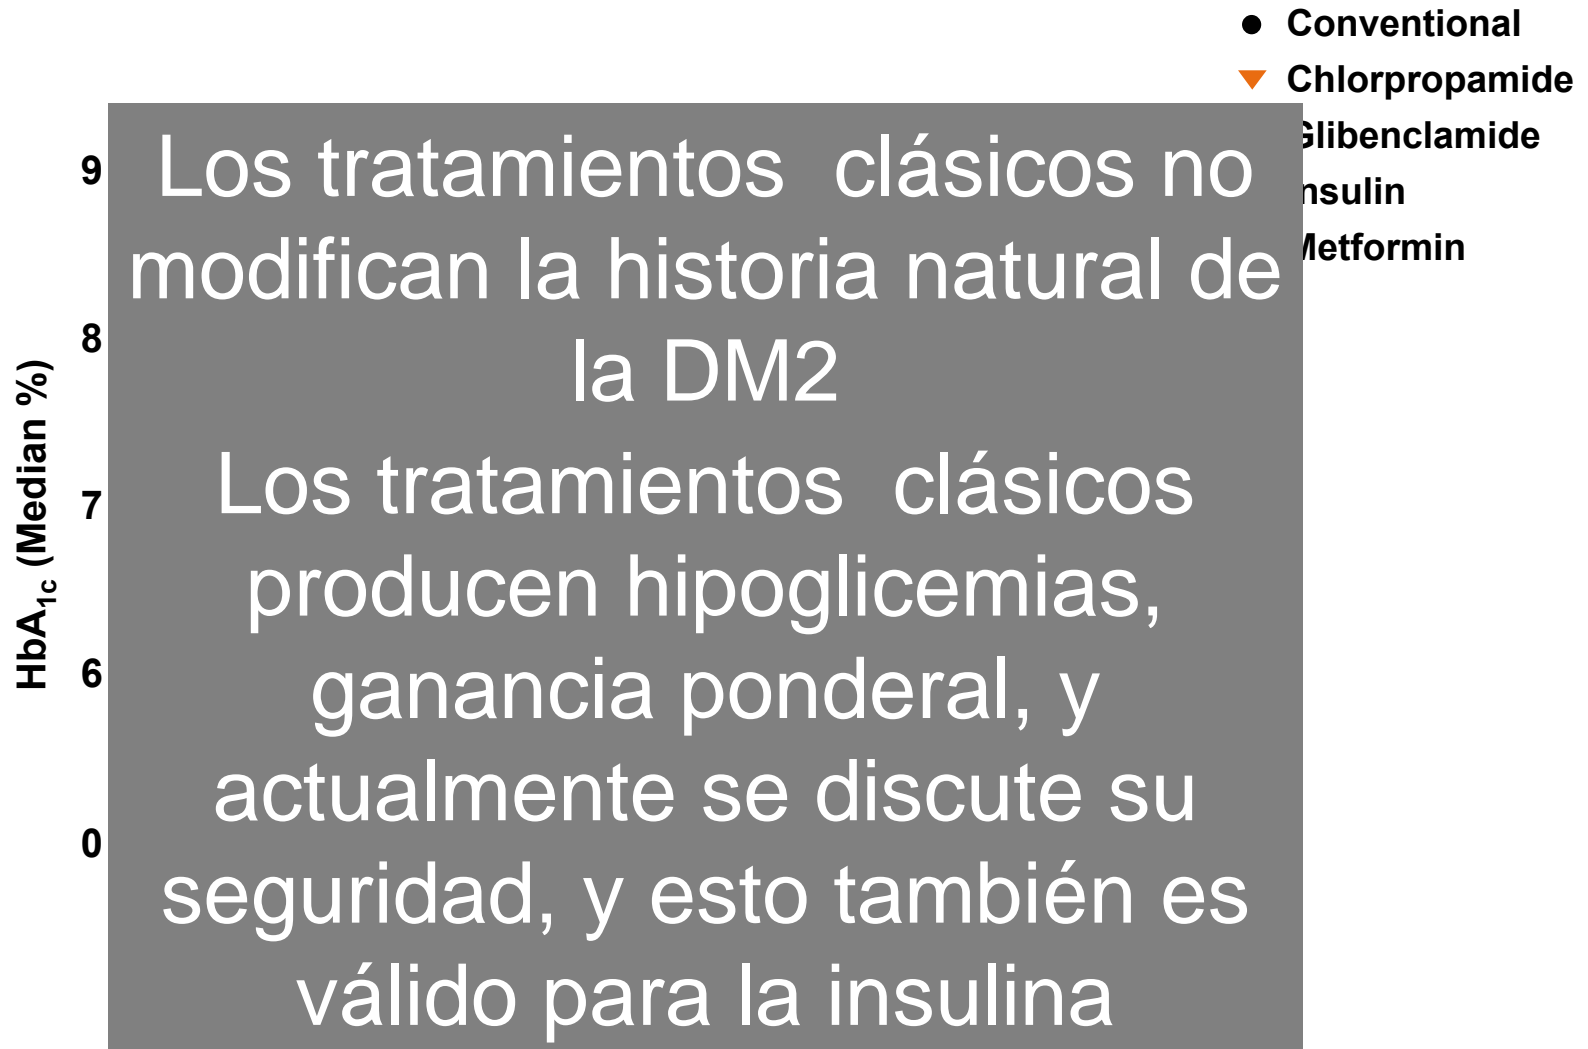 Conventional
Chlorpropamide
Glibenclamide
Insulin
Metformin
9
8
7
6
0
HbA1c (Median %)
Los tratamientos clásicos no
modifican la historia natural de
la DM2
Los tratamientos clásicos
producen hipoglicemias,
ganancia ponderal, y
actualmente se discute su
seguridad, y esto también es
válido para la insulina